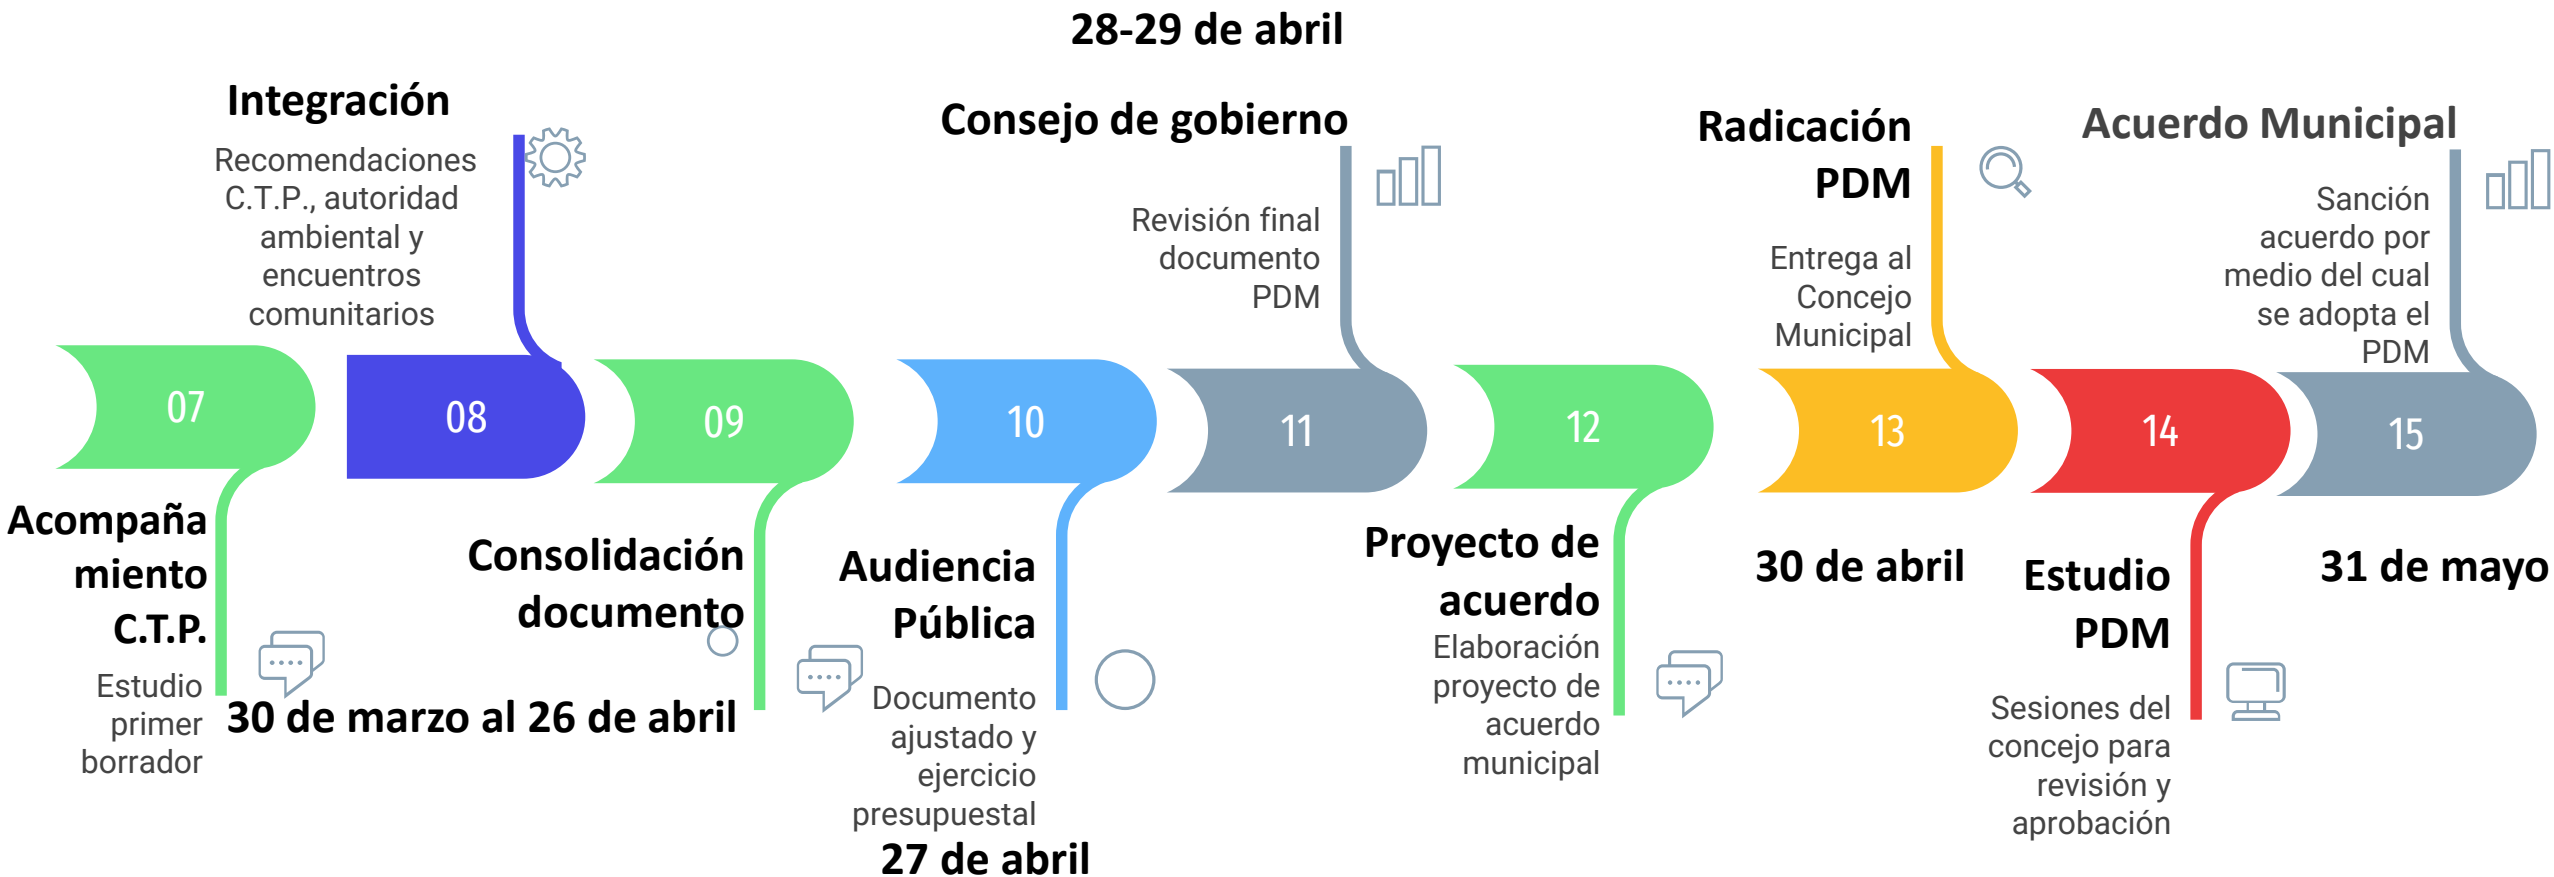 28-29 de abril
Integración
Recomendaciones
C.T.P., autoridad
ambiental y
encuentros
comunitarios
Consejo de gobierno
Revisión final
documento
PDM
Radicación
PDM
Entrega al
Concejo
Municipal
Acuerdo Municipal
Sanción
acuerdo por
medio del cual
se adopta el
PDM
07
08
09
10
11
12
13
14
15
Acompaña
miento
C.T.P.
Estudio
primer
borrador
Consolidación
documento
30 de marzo al 26 de abril
Audiencia
Pública
Documento
ajustado y
ejercicio
presupuestal
27 de abril
Proyecto de
acuerdo
Elaboración
proyecto de
acuerdo
municipal
30 de abril
Estudio
PDM
Sesiones del
concejo para
revisión y
aprobación
31 de mayo